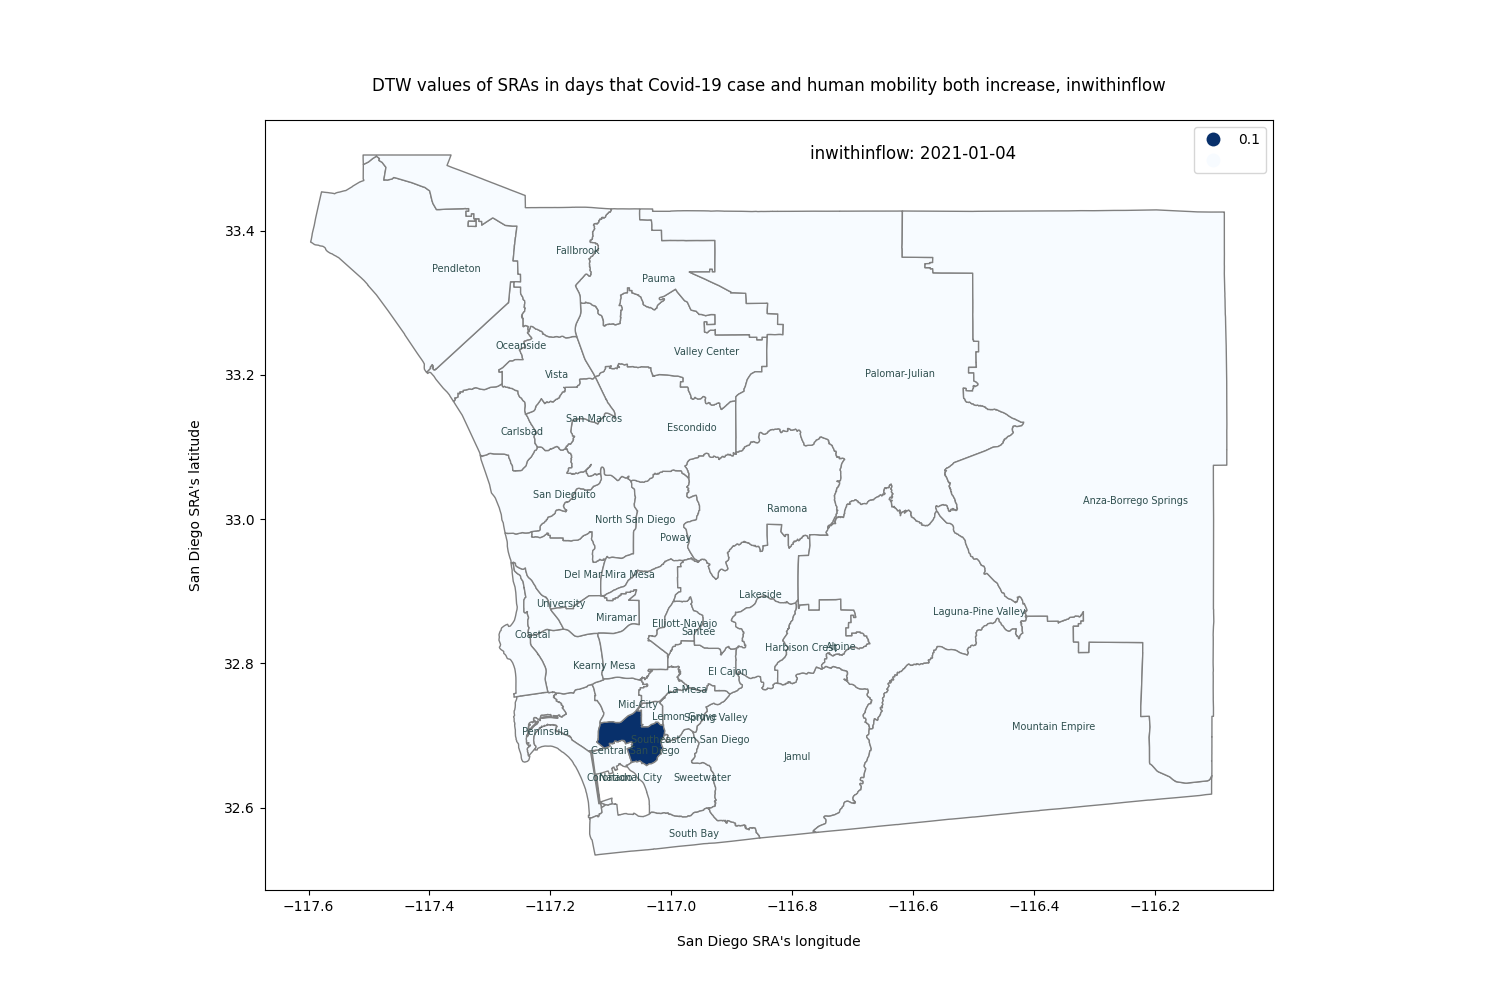 DTW values of SRAs in days that Covid-19 case and human mobility both increase, inwithinflow
inwithinflow: 2021-01-04
0.1
San Diego SRA's latitude
33.4
33.2
33.0
32.8
32.6
Fallbrook
Pendleton
Pauma
Oceanside
Valley Center
Vista
Palomar-Julian
San Marcos
Carlsbad
Escondido
San Dieguito
Anza-Borrego Springs
Ramona
North San Diego
Poway
Del Mar-Mira Mesa
Lakeside
University
Laguna-Pine Valley
Miramar
Elliott-Navajo
Santee
Coastal
Harbison Crest
Alpine
Kearny Mesa
El Cajon
La Mesa
Mid-City
Lemon Grove
Spring Valley
Mountain Empire
Peninsula
Southeastern San Diego
Central San Diego
Jamul
Coronado
National City
Sweetwater
South Bay
−117.6
−117.4
−117.2
−117.0
−116.8
−116.6
−116.4
−116.2
San Diego SRA's longitude